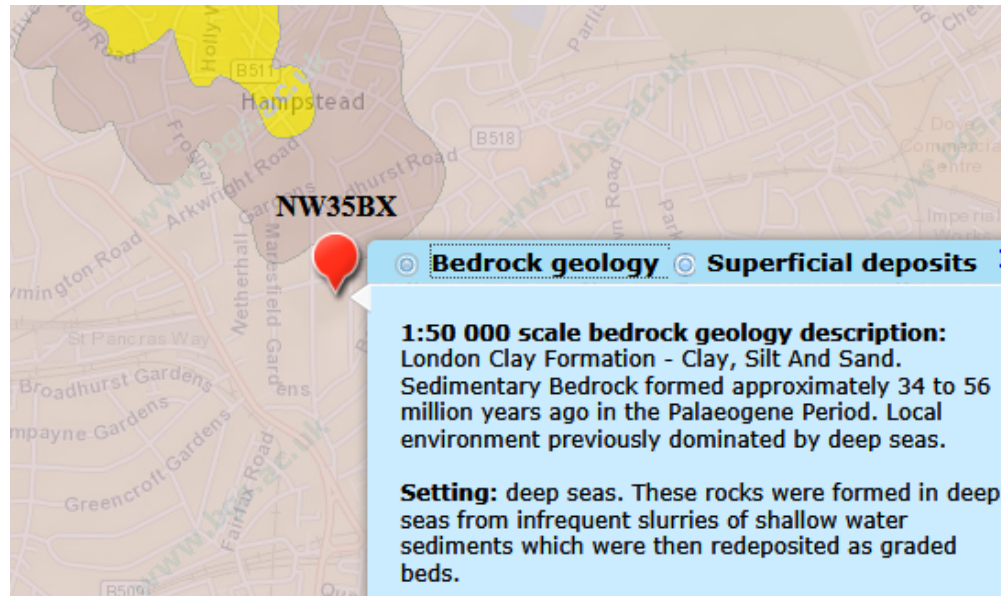 Holly
B511
Hampstead
B518
Frognal
Arkwright Road
NW35BX
Road
Netherhall Gardens
Maresfield Gardens
St Pancras Way
Broadhurst Gardens
Greencroft Gardens
Fairfax Road
B509
www.bgs.ac.uk
Bedrock geology Superficial deposits
1:50 000 scale bedrock geology description:
London Clay Formation - Clay, Silt And Sand.
Sedimentary Bedrock formed approximately 34 to 56
million years ago in the Palaeogene Period. Local
environment previously dominated by deep seas.
Setting: deep seas. These rocks were formed in deep
seas from infrequent slurries of shallow water
sediments which were then redeposited as graded
beds.